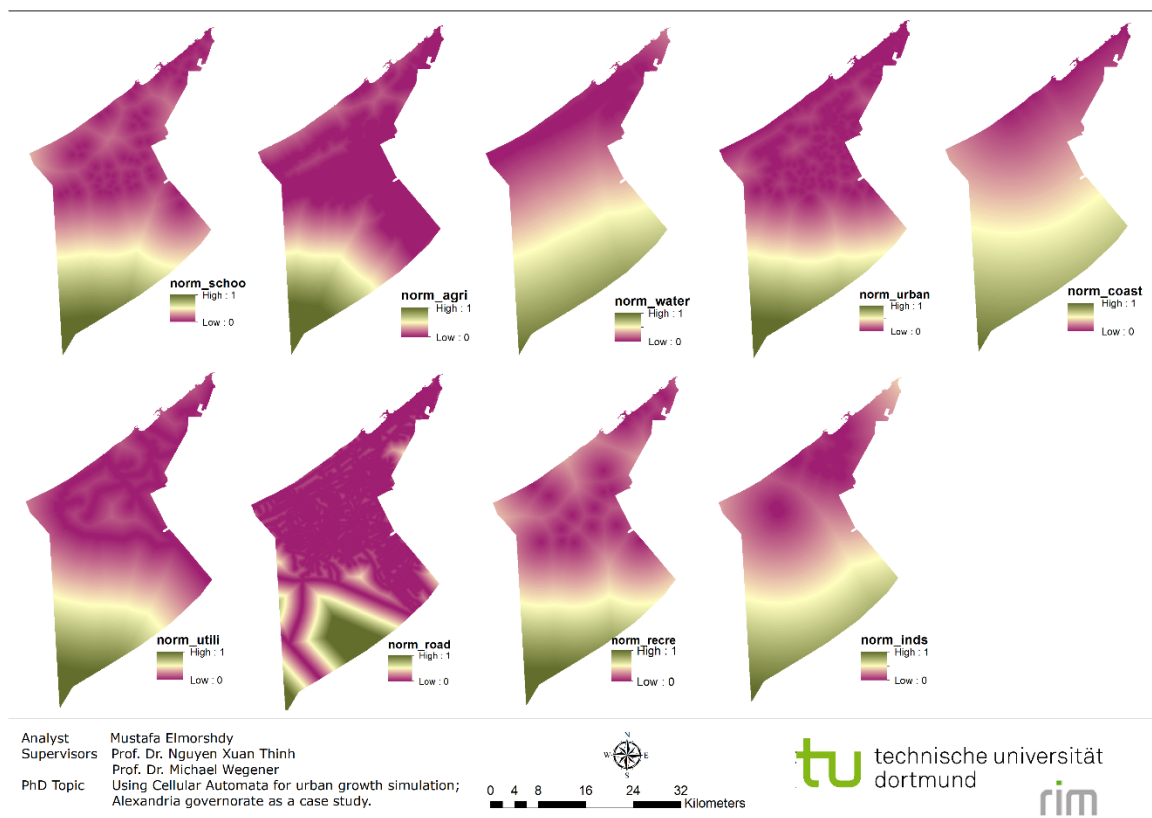 norm_schoo
High : 1
Low : 0
norm_agri
High : 1
Low : 0
norm_water
High : 1
Low : 0
norm_urban
High : 1
Low : 0
norm_coast
High : 1
Low : 0
norm_utili
High : 1
Low : 0
norm_road
High : 1
Low : 0
norm_recre
High : 1
Low : 0
norm_inds
High : 1
Low : 0
Analyst Mustafa Elmorshdy
Supervisors Prof. Dr. Nguyen Xuan Thinh
Prof. Dr. Michael Wegener
PhD Topic Using Cellular Automata for urban growth simulation;
Alexandria governorate as a case study.
N
W E
S
0 2 4 8 16 24 32
Kilometers
tu technische universität
dortmund
rim